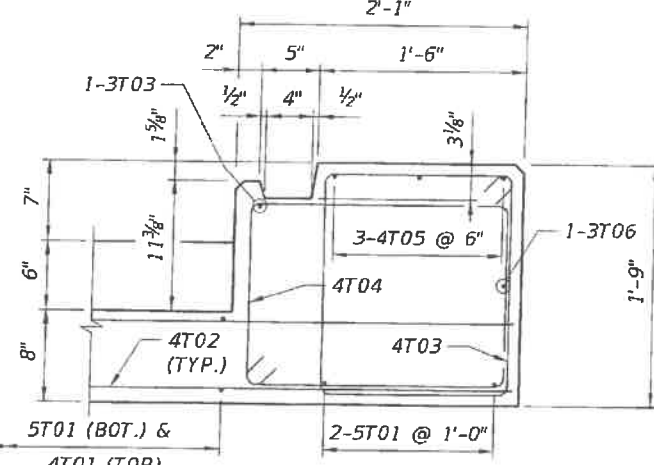 2'-1"
2" 5" 1'-6"
1-3T03
½" 4" ½"
1⅝"
3⅛"
7"
11⅜"
3-4T05 @ 6"
1-3T06
6"
4T04
1'-9"
8"
4T02
(TYP.)
4T03
5T01 (BOT.) &
2-5T01 @ 1'-0"
4T01 (TOP)